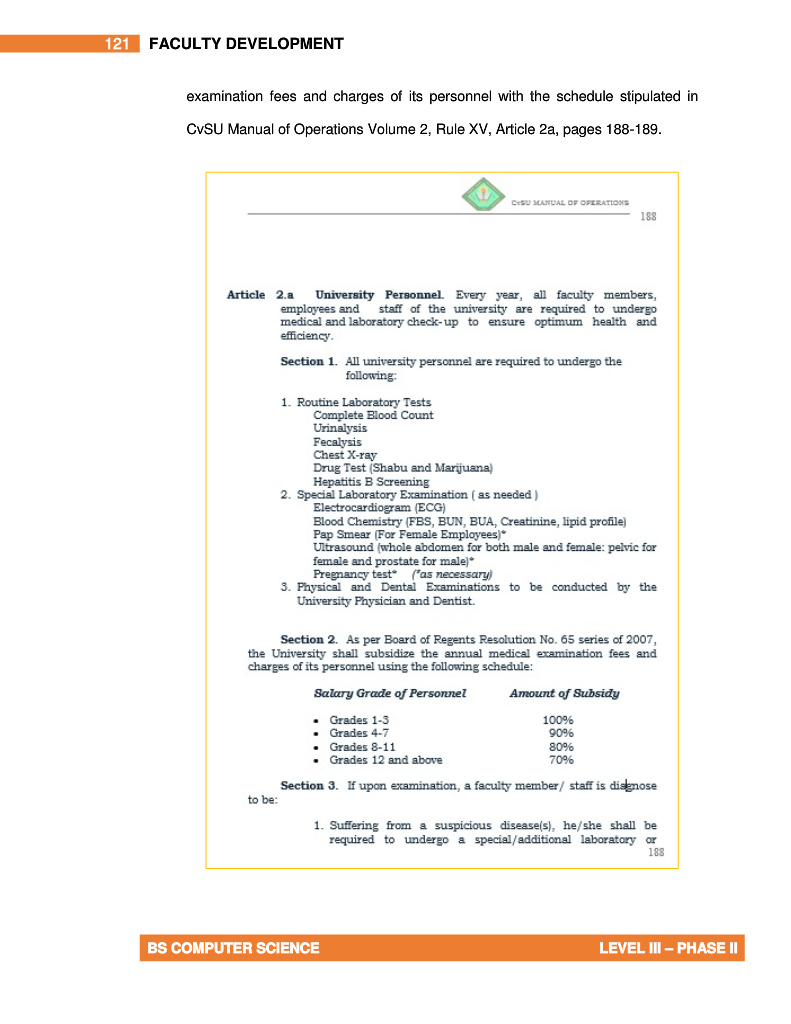 121 FACULTY DEVELOPMENT
examination fees and charges of its personnel with the schedule stipulated in
CvSU Manual of Operations Volume 2, Rule XV, Article 2a, pages 188-189.
CvSU MANUAL OF OPERATIONS
188
Article 2.a University Personnel. Every year, all faculty members,
employees and staff of the university are required to undergo
medical and laboratory check-up to ensure optimum health and
efficiency.
Section 1. All university personnel are required to undergo the
following:
1. Routine Laboratory Tests
Complete Blood Count
Urinalysis
Fecalysis
Chest X-ray
Drug Test (Shabu and Marijuana)
Hepatitis B Screening
2. Special Laboratory Examination ( as needed )
Electrocardiogram (ECG)
Blood Chemistry (FBS, BUN, BUA, Creatinine, lipid profile)
Pap Smear (For Female Employees)*
Ultrasound (whole abdomen for both male and female: pelvic for
female and prostate for male)*
Pregnancy test* (*as necessary)
3. Physical and Dental Examinations to be conducted by the
University Physician and Dentist.
Section 2. As per Board of Regents Resolution No. 65 series of 2007,
the University shall subsidize the annual medical examination fees and
charges of its personnel using the following schedule:
Salary Grade of Personnel Amount of Subsidy
• Grades 1-3 100%
• Grades 4-7 90%
• Grades 8-11 80%
• Grades 12 and above 70%
Section 3. If upon examination, a faculty member/ staff is diagnose
to be:
1. Suffering from a suspicious disease(s), he/she shall be
required to undergo a special/additional laboratory or
188
BS COMPUTER SCIENCE LEVEL III – PHASE II